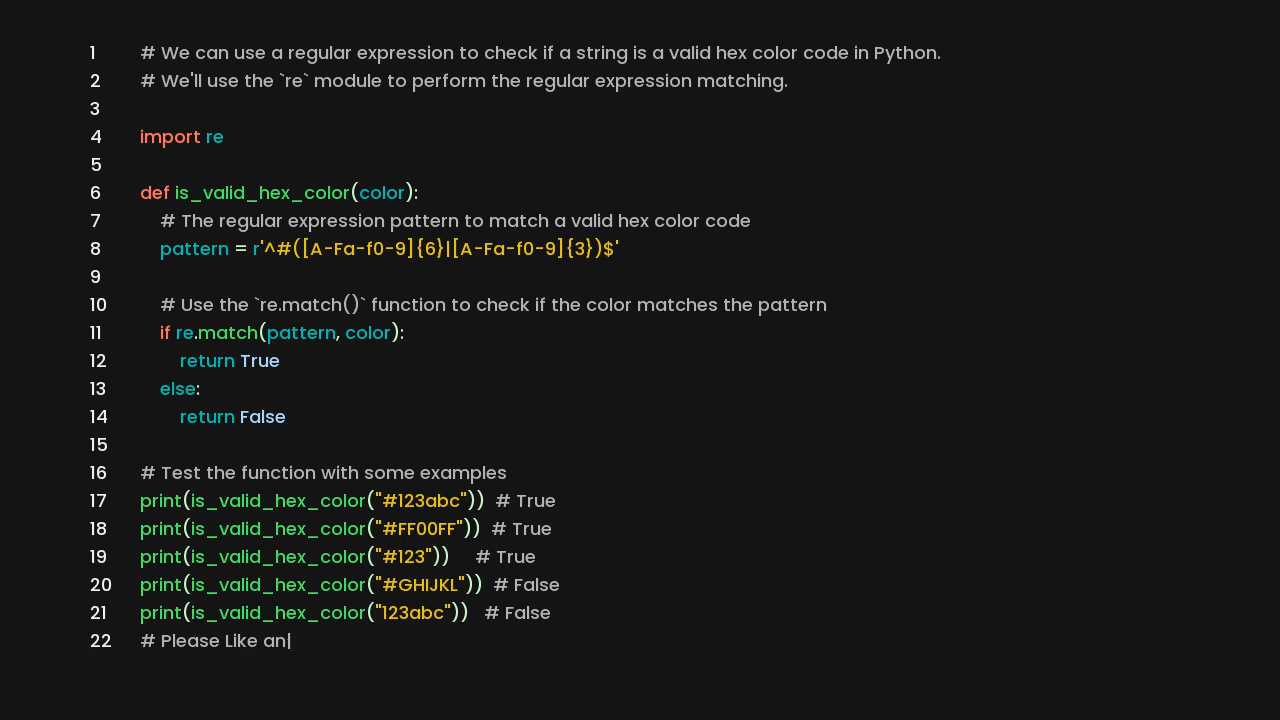 1 # We can use a regular expression to check if a string is a valid hex color code in Python.
2 # We'll use the `re` module to perform the regular expression matching.
3
4 import re
5
6 def is_valid_hex_color(color):
7     # The regular expression pattern to match a valid hex color code
8     pattern = r'^#([A-Fa-f0-9]{6}|[A-Fa-f0-9]{3})$'
9
10     # Use the `re.match()` function to check if the color matches the pattern
11     if re.match(pattern, color):
12         return True
13     else:
14         return False
15
16 # Test the function with some examples
17 print(is_valid_hex_color("#123abc"))  # True
18 print(is_valid_hex_color("#FF00FF"))  # True
19 print(is_valid_hex_color("#123"))     # True
20 print(is_valid_hex_color("#GHIJKL"))  # False
21 print(is_valid_hex_color("123abc"))   # False
22 # Please Like an|